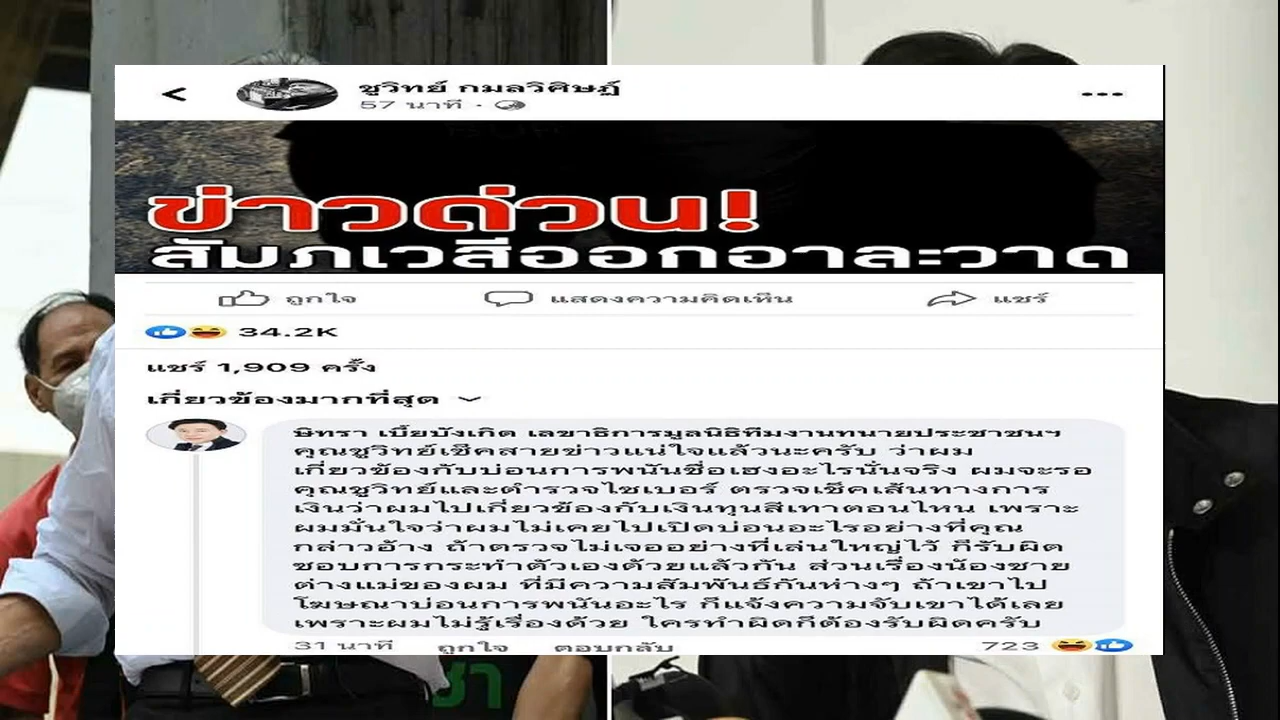 ชูวิทย์ กมลวิศิษฎ์
57 นาที ·
ข่าวด่วน!
สัมภเวสีออกอาละวาด
ถูกใจ แสดงความคิดเห็น แชร์
34.2K
แชร์ 1,909 ครั้ง
เกี่ยวข้องมากที่สุด
ษิทรา เบี้ยบังเกิด เลขาธิการมูลนิธิทีมงานทนายประชาชนฯ
คุณชูวิทย์เช็คสายข่าวแน่ใจแล้วนะครับ ว่าผม
เกี่ยวข้องกับบ่อนการพนันชื่อเฮงอะไรนั่นจริง ผมจะรอ
คุณชูวิทย์และตำรวจไซเบอร์ ตรวจเช็คเส้นทางการ
เงินว่าผมไปเกี่ยวข้องกับเงินทุนสีเทาตอนไหน เพราะ
ผมมั่นใจว่าผมไม่เคยไปเปิดบ่อนอะไรอย่างที่คุณ
กล่าวอ้าง ถ้าตรวจไม่เจออย่างที่เล่นใหญ่ไว้ ก็รับผิด
ชอบการกระทำตัวเองด้วยแล้วกัน ส่วนเรื่องน้องชาย
ต่างแม่ของผม ที่มีความสัมพันธ์กันห่างๆ ถ้าเขาไป
โฆษณาบ่อนการพนันอะไร ก็แจ้งความจับเขาได้เลย
เพราะผมไม่รู้เรื่องด้วย ใครทำผิดก็ต้องรับผิดครับ
31 นาที ถูกใจ ตอบกลับ 723